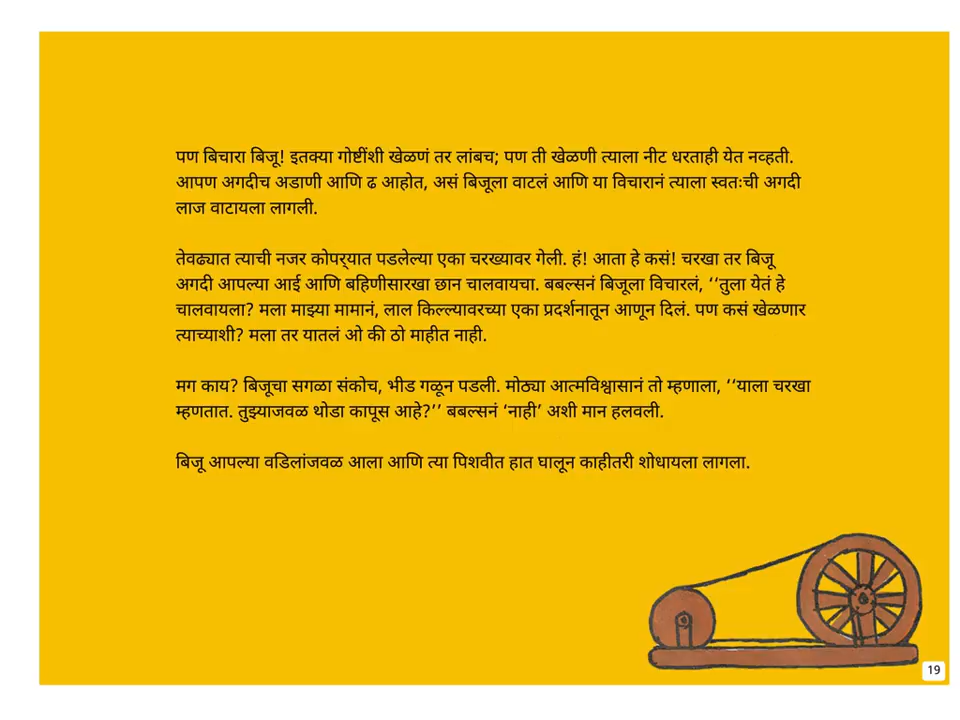 पण बिचारा बिजू! इतक्या गोष्टींशी खेळणं तर लांबच; पण ती खेळणी त्याला नीट धरताही येत नव्हती.
आपण अगदीच अडाणी आणि ढ आहोत, असं बिजूला वाटलं आणि या विचारानं त्याला स्वतःची अगदी
लाज वाटायला लागली.
तेवढ्यात त्याची नजर कोपऱ्यात पडलेल्या एका चरख्यावर गेली. हं! आता हे कसं! चरखा तर बिजू
अगदी आपल्या आई आणि बहिणीसारखा छान चालवायचा. बबल्सनं बिजूला विचारलं, ‘‘तुला येतं हे
चालवायला? मला माझ्या मामानं, लाल किल्ल्यावरच्या एका प्रदर्शनातून आणून दिलं. पण कसं खेळणार
त्याच्याशी? मला तर यातलं ओ की ठो माहीत नाही.
मग काय? बिजूचा सगळा संकोच, भीड गळून पडली. मोठ्या आत्मविश्वासानं तो म्हणाला, ‘‘याला चरखा
म्हणतात. तुझ्याजवळ थोडा कापूस आहे?’’ बबल्सनं ‘नाही’ अशी मान हलवली.
बिजू आपल्या वडिलांजवळ आला आणि त्या पिशवीत हात घालून काहीतरी शोधायला लागला.
19